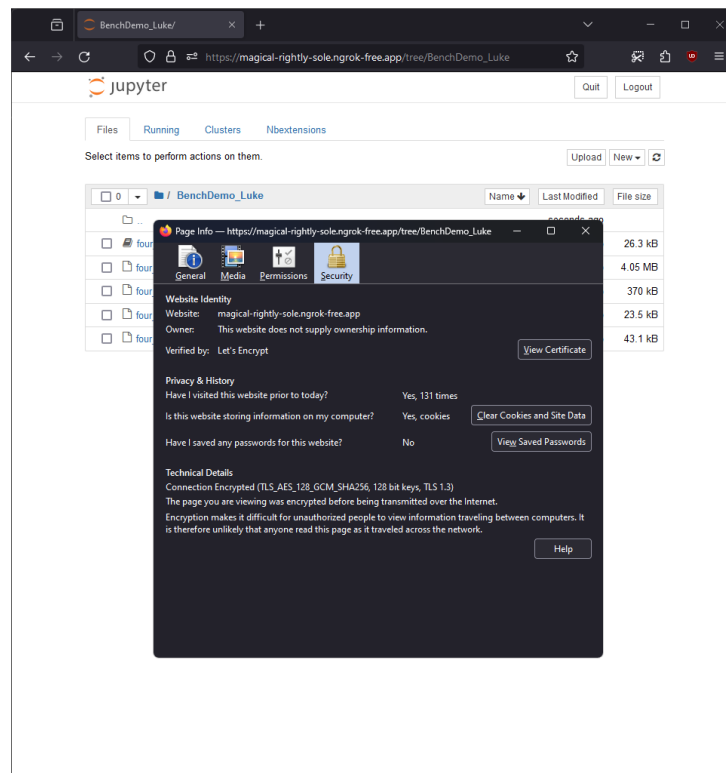 BenchDemo_Luke/
https://magical-rightly-sole.ngrok-free.app/tree/BenchDemo_Luke
jupyter
Quit Logout
Files Running Clusters Nbextensions
Select items to perform actions on them.
Upload New
0 / BenchDemo_Luke Name Last Modified File size
..
Page Info — https://magical-rightly-sole.ngrok-free.app/tree/BenchDemo_Luke
four 26.3 kB
four 4.05 MB
four 370 kB
four 23.5 kB
four 43.1 kB
General Media Permissions Security
Website Identity
Website: magical-rightly-sole.ngrok-free.app
Owner: This website does not supply ownership information.
Verified by: Let's Encrypt
View Certificate
Privacy & History
Have I visited this website prior to today? Yes, 131 times
Is this website storing information on my computer? Yes, cookies Clear Cookies and Site Data
Have I saved any passwords for this website? No View Saved Passwords
Technical Details
Connection Encrypted (TLS_AES_128_GCM_SHA256, 128 bit keys, TLS 1.3)
The page you are viewing was encrypted before being transmitted over the Internet.
Encryption makes it difficult for unauthorized people to view information traveling between computers. It
is therefore unlikely that anyone read this page as it traveled across the network.
Help